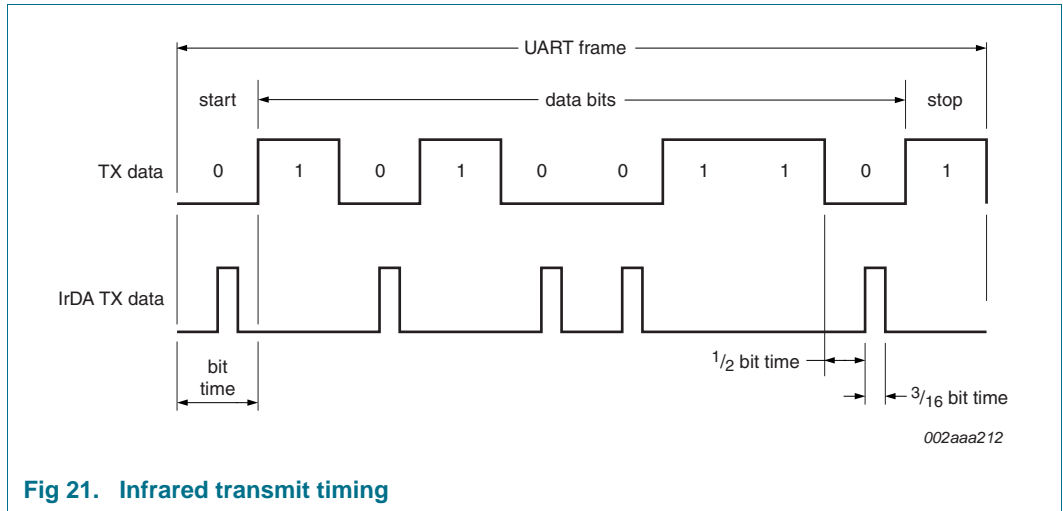 UART frame
start data bits stop
TX data 0 1 0 1 0 0 1 1 0 1
IrDA TX data
bit
time
1/2 bit time
3/16 bit time
002aaa212
Fig 21. Infrared transmit timing